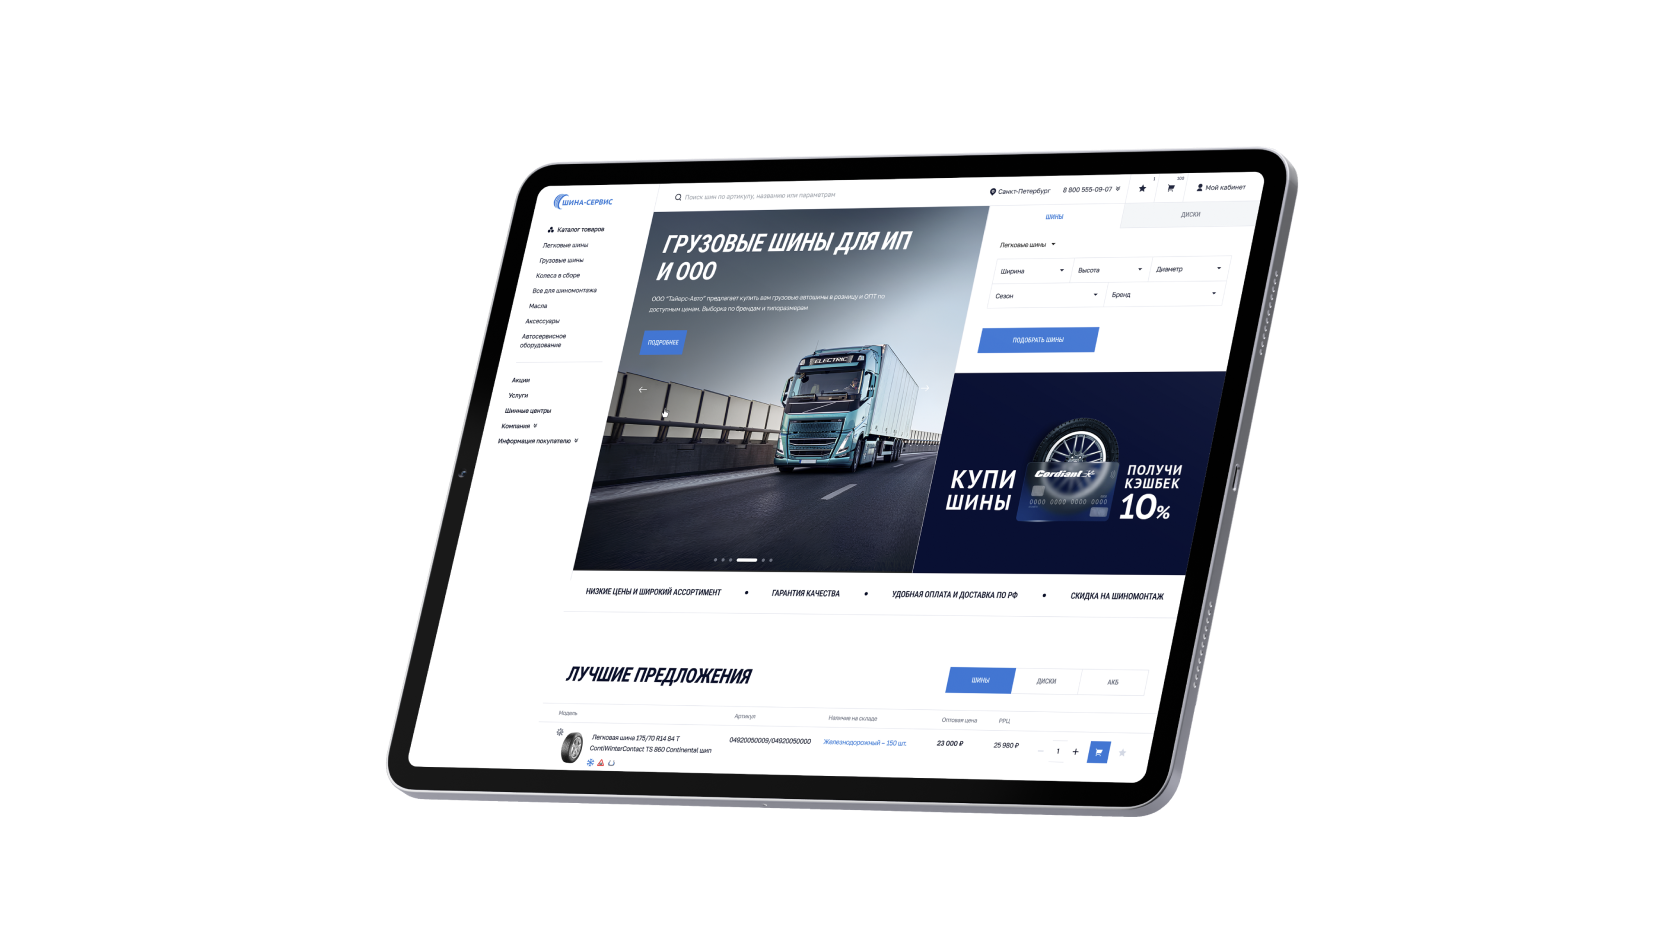 ШИНА-СЕРВИС
Поиск шин по артикулу, названию или параметрам
Санкт-Петербург
8 800 555-09-07
1
100
Мой кабинет
Каталог товаров
Легковые шины
Грузовые шины
Колеса в сборе
Все для шиномонтажа
Масла
Аксессуары
Автосервисное
оборудование
Акции
Услуги
Шинные центры
Компания
Информация покупателю
ГРУЗОВЫЕ ШИНЫ ДЛЯ ИП
И ООО
ООО "Тайерс-Авто" предлагает купить вам грузовые автошины в розницу и ОПТ по
доступным ценам. Выборка по брендам и типоразмерам
ПОДРОБНЕЕ
ELECTRIC
ШИНЫ
ДИСКИ
Легковые шины
Ширина
Высота
Диаметр
Сезон
Бренд
ПОДОБРАТЬ ШИНЫ
КУПИ
ШИНЫ
Cordiant
0000 0000 0000 0000
ПОЛУЧИ
КЭШБЕК
10%
НИЗКИЕ ЦЕНЫ И ШИРОКИЙ АССОРТИМЕНТ • ГАРАНТИЯ КАЧЕСТВА • УДОБНАЯ ОПЛАТА И ДОСТАВКА ПО РФ • СКИДКА НА ШИНОМОНТАЖ
ЛУЧШИЕ ПРЕДЛОЖЕНИЯ
ШИНЫ
ДИСКИ
АКБ
Модель
Артикул
Наличие на складе
Оптовая цена
РРЦ
Легковая шина 175/70 R14 84 T
ContiWinterContact TS 860 Continental шип
04920050009/04920050000
Железнодорожный – 150 шт.
23 000 ₽
25 980 ₽
− 1 +